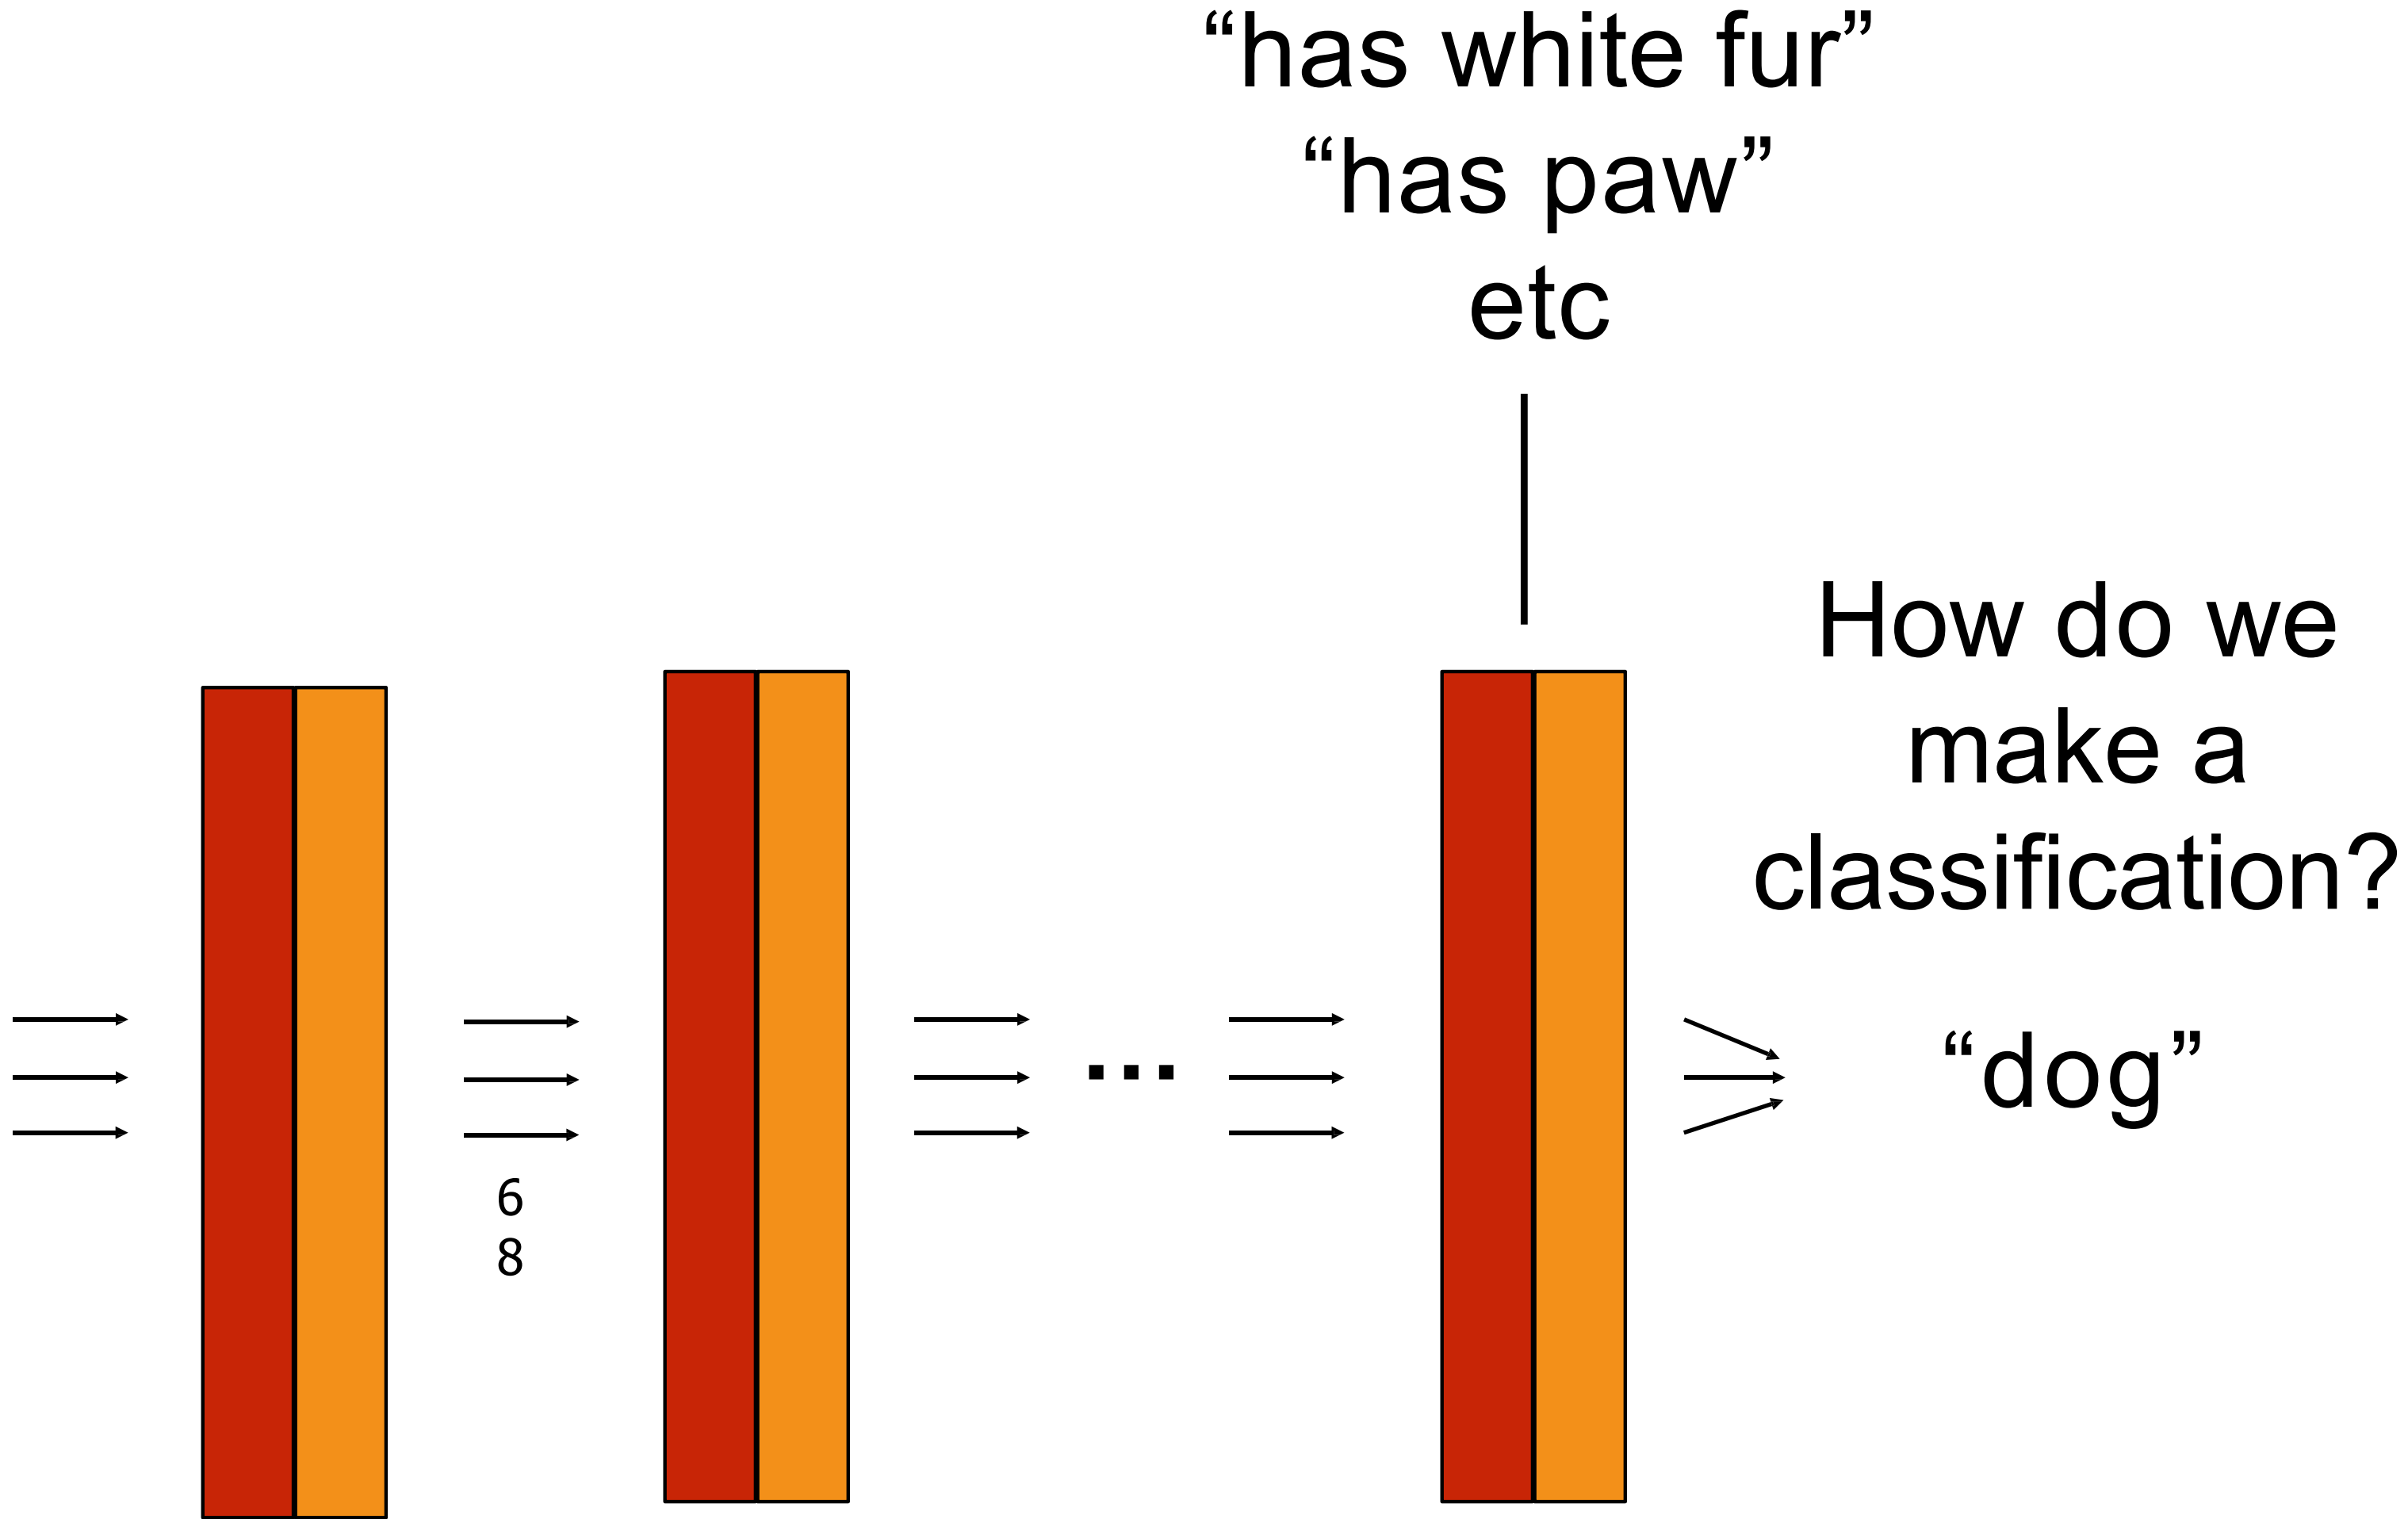 “has white fur”
“has paw”
etc
How do we
make a
classification?
...
“dog”
6
8